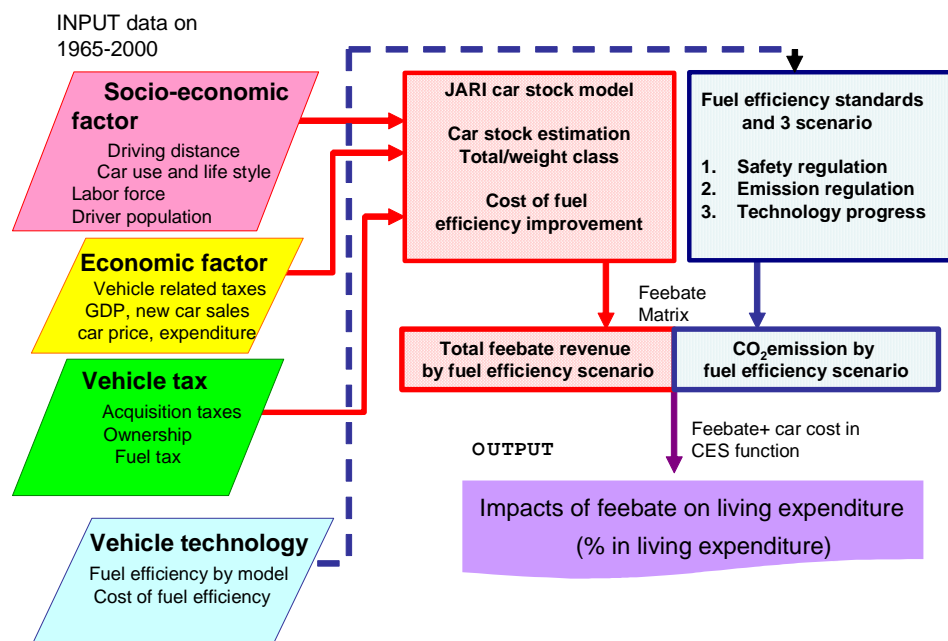 INPUT data on
1965-2000
Socio-economic
factor
Driving distance
Car use and life style
Labor force
Driver population
Economic factor
Vehicle related taxes
GDP, new car sales
car price, expenditure
Vehicle tax
Acquisition taxes
Ownership
Fuel tax
Vehicle technology
Fuel efficiency by model
Cost of fuel efficiency
JARI car stock model
Car stock estimation
Total/weight class
Cost of fuel
efficiency improvement
Fuel efficiency standards
and 3 scenario
1. Safety regulation
2. Emission regulation
3. Technology progress
Feebate
Matrix
Total feebate revenue
by fuel efficiency scenario
CO₂emission by
fuel efficiency scenario
Feebate+ car cost in
CES function
OUTPUT
Impacts of feebate on living expenditure
(% in living expenditure)